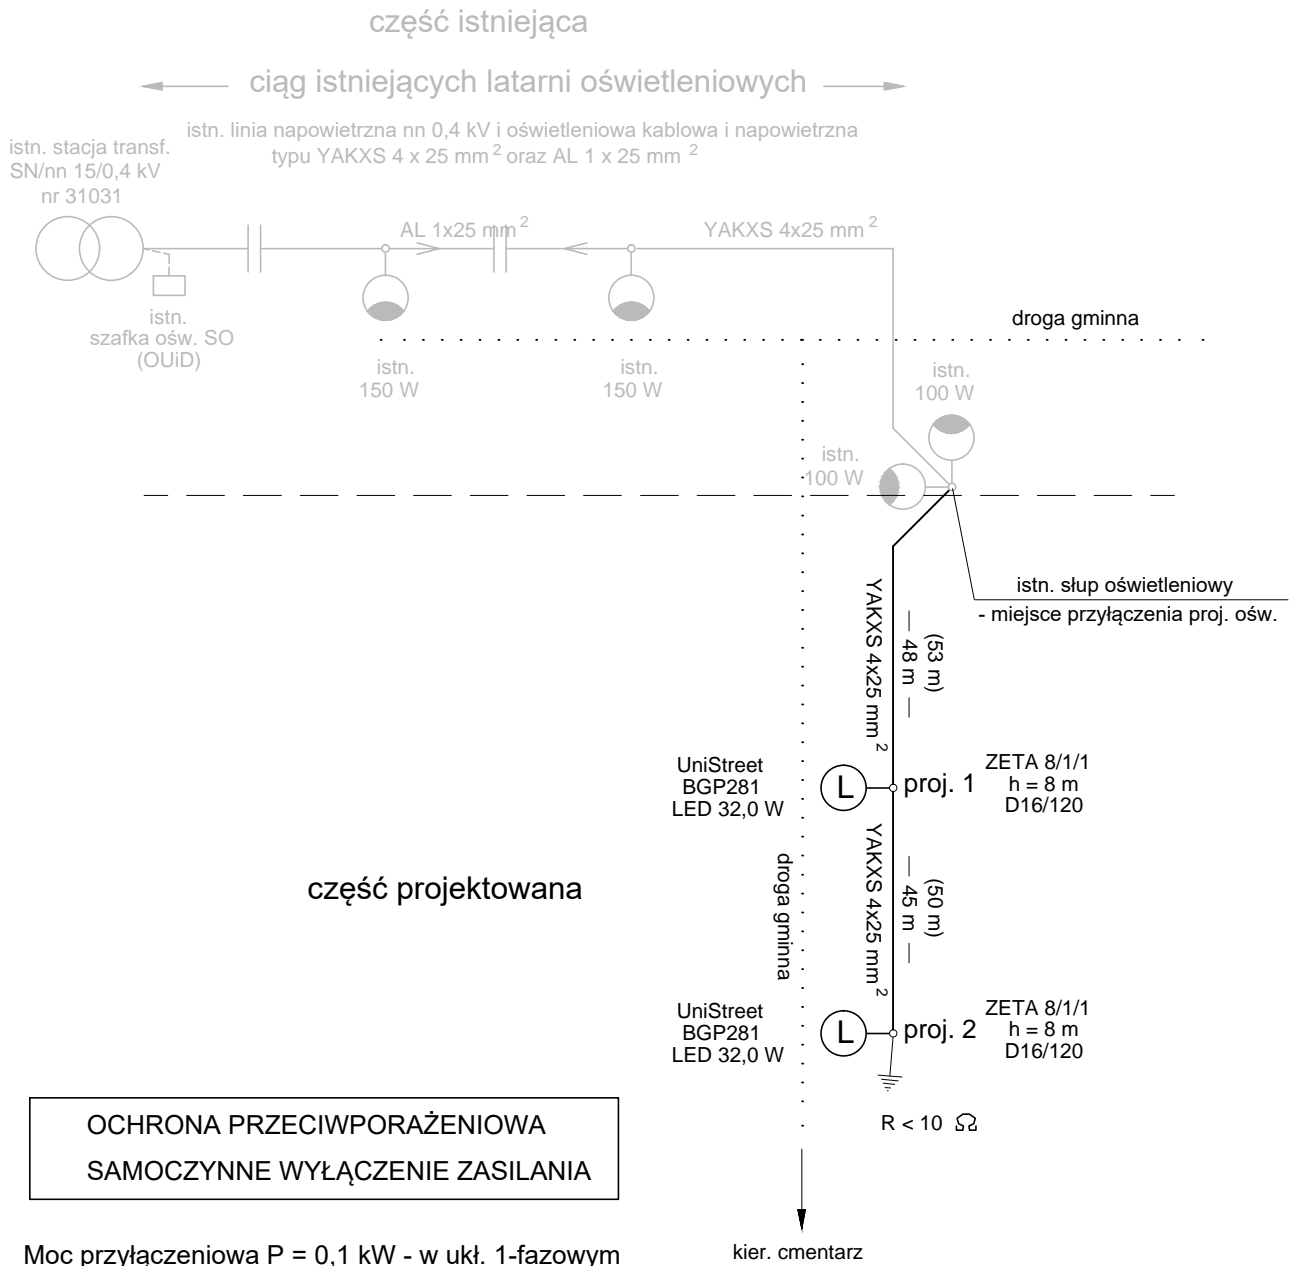 część istniejąca
ciąg istniejących latarni oświetleniowych
istn. linia napowietrzna nn 0,4 kV i oświetleniowa kablowa i napowietrzna
typu YAKXS 4 x 25 mm² oraz AL 1 x 25 mm ²
istn. stacja transf.
SN/nn 15/0,4 kV
nr 31031
AL 1x25 mm ²
YAKXS 4x25 mm ²
istn.
szafka ośw. SO
(OUiD)
istn.
150 W
istn.
150 W
droga gminna
istn.
100 W
istn.
100 W
istn. słup oświetleniowy
- miejsce przyłączenia proj. ośw.
YAKXS 4x25 mm ²
(53 m)
— 48 m —
UniStreet
BGP281
LED 32,0 W
L
proj. 1
ZETA 8/1/1
h = 8 m
D16/120
część projektowana
droga gminna
YAKXS 4x25 mm ²
(50 m)
— 45 m —
UniStreet
BGP281
LED 32,0 W
L
proj. 2
ZETA 8/1/1
h = 8 m
D16/120
R < 10 Ω
OCHRONA PRZECIWPORAŻENIOWA
SAMOCZYNNE WYŁĄCZENIE ZASILANIA
Moc przyłączeniowa P = 0,1 kW - w ukł. 1-fazowym
kier. cmentarz